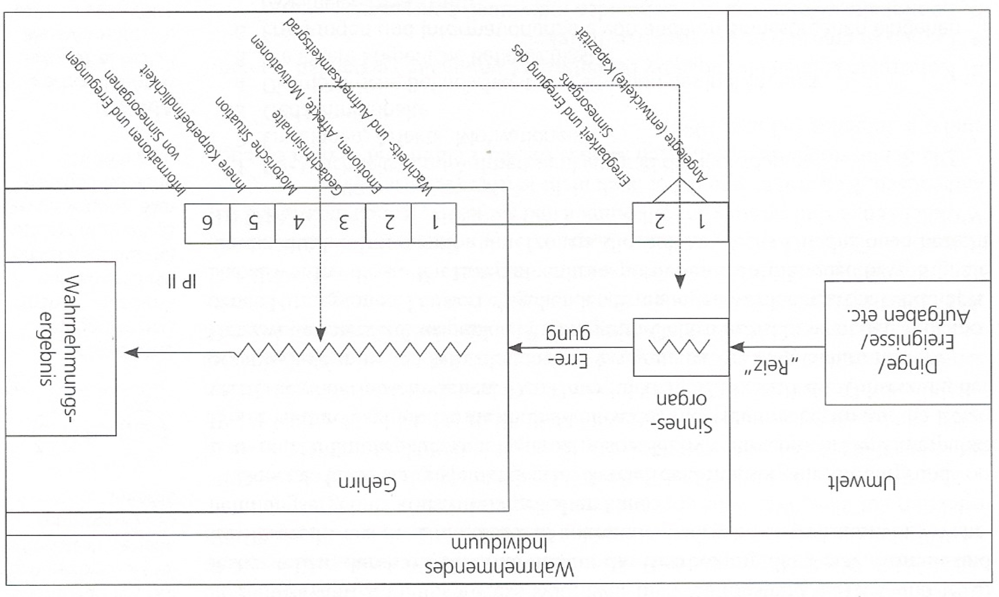 Wahrnehmendes
Individuum
Umwelt
Gehirn
Sinnes-
organ
Dinge/
Ereignisse/
Aufgaben etc.
„Reiz“
Erre-
gung
Wahrnehmungs-
ergebnis
IP II
1
2
1
2
3
4
5
6
Angelegte (entwickelte) Kapazität
Erregbarkeit und Erregung des
Sinnesorgans
Wachheits- und Aufmerksamkeitsgrad
Emotionen, Affekte, Motivationen
Gedächtnisinhalte
Motorische Situation
Innere Körperbefindlichkeit
Informationen und Erregungen
von Sinnesorganen